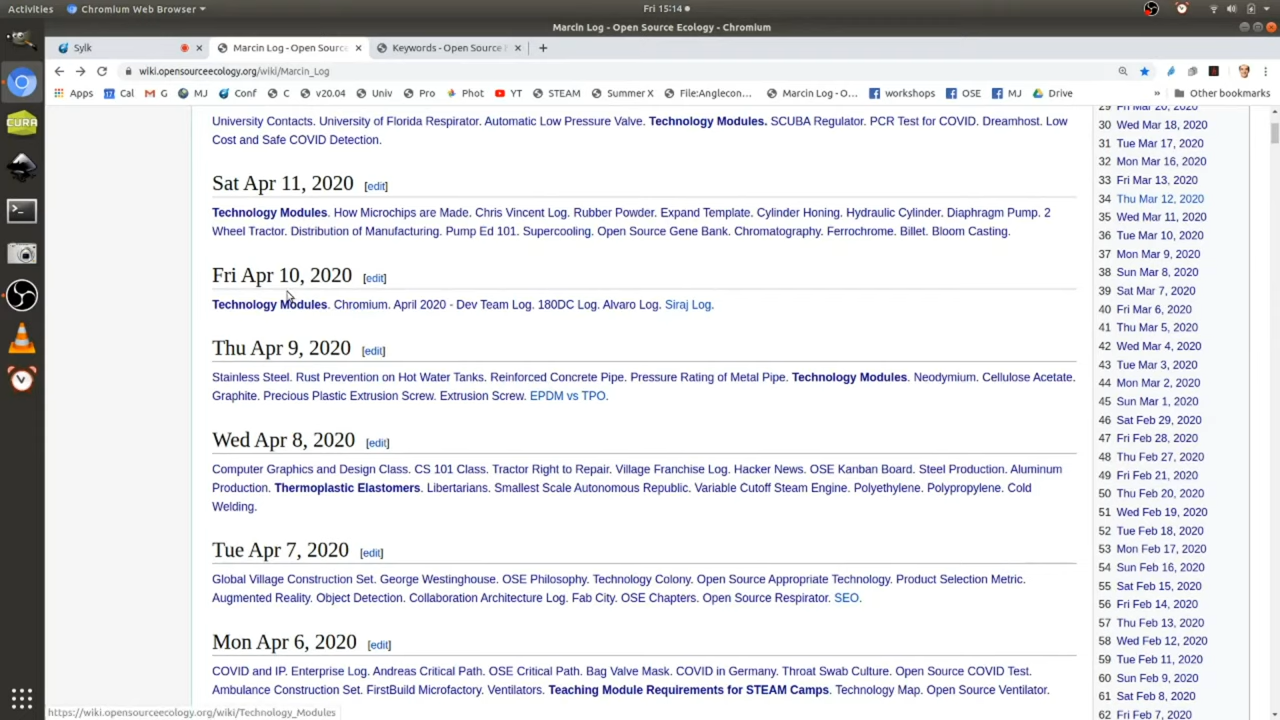 Activities Chromium Web Browser Fri 15:14
Marcin Log - Open Source Ecology - Chromium
Sylk Marcin Log - Open Source Keywords - Open Source
wiki.opensourceecology.org/wiki/Marcin_Log
Apps Cal G MJ Conf C v20.04 Univ Pro Phot YT STEAM Summer X File:Anglecon... Marcin Log - O... workshops OSE MJ Drive » Other bookmarks
University Contacts. University of Florida Respirator. Automatic Low Pressure Valve. Technology Modules. SCUBA Regulator. PCR Test for COVID. Dreamhost. Low
Cost and Safe COVID Detection.
Sat Apr 11, 2020 [edit]
Technology Modules. How Microchips are Made. Chris Vincent Log. Rubber Powder. Expand Template. Cylinder Honing. Hydraulic Cylinder. Diaphragm Pump. 2
Wheel Tractor. Distribution of Manufacturing. Pump Ed 101. Supercooling. Open Source Gene Bank. Chromatography. Ferrochrome. Billet. Bloom Casting.
Fri Apr 10, 2020 [edit]
Technology Modules. Chromium. April 2020 - Dev Team Log. 180DC Log. Alvaro Log. Siraj Log.
Thu Apr 9, 2020 [edit]
Stainless Steel. Rust Prevention on Hot Water Tanks. Reinforced Concrete Pipe. Pressure Rating of Metal Pipe. Technology Modules. Neodymium. Cellulose Acetate.
Graphite. Precious Plastic Extrusion Screw. Extrusion Screw. EPDM vs TPO.
Wed Apr 8, 2020 [edit]
Computer Graphics and Design Class. CS 101 Class. Tractor Right to Repair. Village Franchise Log. Hacker News. OSE Kanban Board. Steel Production. Aluminum
Production. Thermoplastic Elastomers. Libertarians. Smallest Scale Autonomous Republic. Variable Cutoff Steam Engine. Polyethylene. Polypropylene. Cold
Welding.
Tue Apr 7, 2020 [edit]
Global Village Construction Set. George Westinghouse. OSE Philosophy. Technology Colony. Open Source Appropriate Technology. Product Selection Metric.
Augmented Reality. Object Detection. Collaboration Architecture Log. Fab City. OSE Chapters. Open Source Respirator. SEO.
Mon Apr 6, 2020 [edit]
COVID and IP. Enterprise Log. Andreas Critical Path. OSE Critical Path. Bag Valve Mask. COVID in Germany. Throat Swab Culture. Open Source COVID Test.
Ambulance Construction Set. FirstBuild Microfactory. Ventilators. Teaching Module Requirements for STEAM Camps. Technology Map. Open Source Ventilator.
29 Fri Mar 20, 2020
30 Wed Mar 18, 2020
31 Tue Mar 17, 2020
32 Mon Mar 16, 2020
33 Fri Mar 13, 2020
34 Thu Mar 12, 2020
35 Wed Mar 11, 2020
36 Tue Mar 10, 2020
37 Mon Mar 9, 2020
38 Sun Mar 8, 2020
39 Sat Mar 7, 2020
40 Fri Mar 6, 2020
41 Thu Mar 5, 2020
42 Wed Mar 4, 2020
43 Tue Mar 3, 2020
44 Mon Mar 2, 2020
45 Sun Mar 1, 2020
46 Sat Feb 29, 2020
47 Fri Feb 28, 2020
48 Thu Feb 27, 2020
49 Fri Feb 21, 2020
50 Thu Feb 20, 2020
51 Wed Feb 19, 2020
52 Tue Feb 18, 2020
53 Mon Feb 17, 2020
54 Sun Feb 16, 2020
55 Sat Feb 15, 2020
56 Fri Feb 14, 2020
57 Thu Feb 13, 2020
58 Wed Feb 12, 2020
59 Tue Feb 11, 2020
60 Sun Feb 9, 2020
61 Sat Feb 8, 2020
62 Fri Feb 7, 2020
CURA
https://wiki.opensourceecology.org/wiki/Technology_Modules